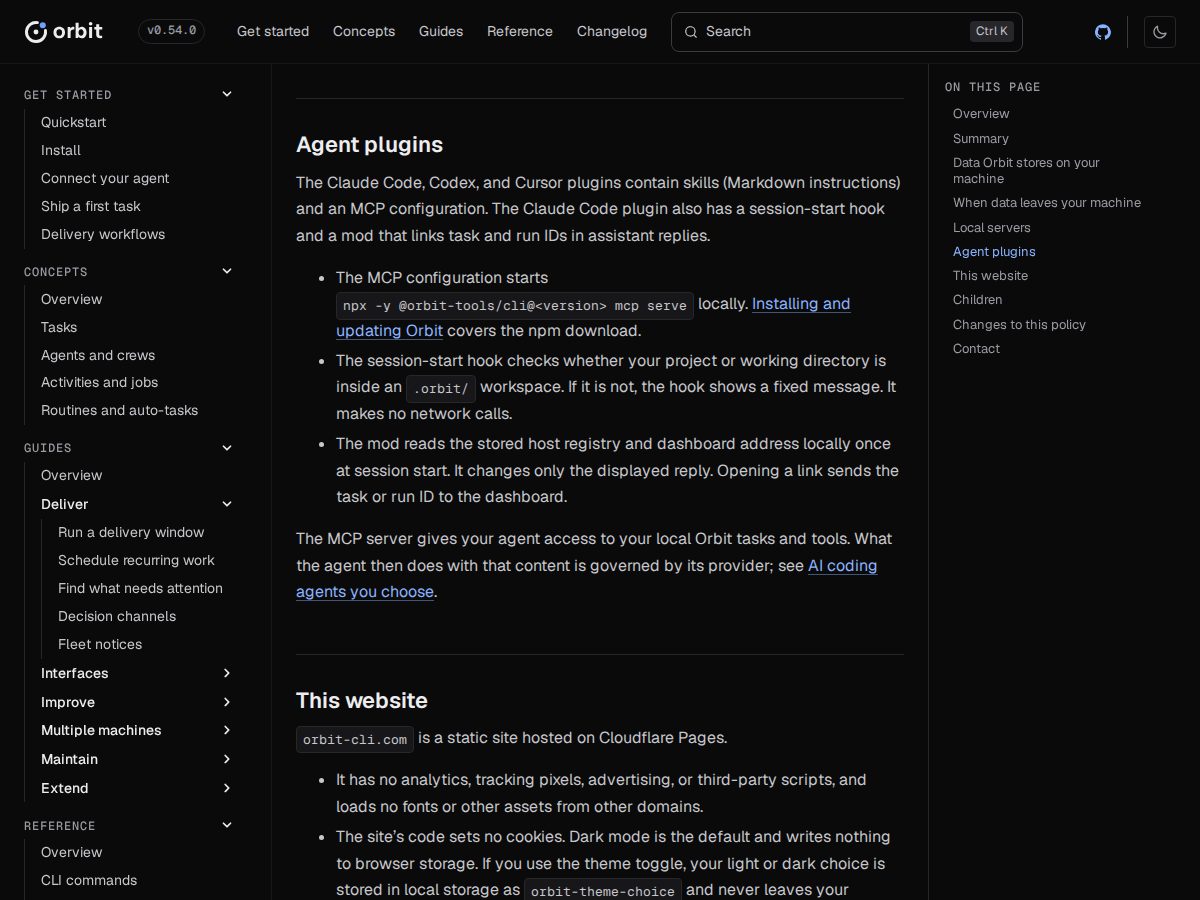 orbit
v0.54.0
Get started
Concepts
Guides
Reference
Changelog
Search
Ctrl K
GET STARTED
Quickstart
Install
Connect your agent
Ship a first task
Delivery workflows
CONCEPTS
Overview
Tasks
Agents and crews
Activities and jobs
Routines and auto-tasks
GUIDES
Overview
Deliver
Run a delivery window
Schedule recurring work
Find what needs attention
Decision channels
Fleet notices
Interfaces
Improve
Multiple machines
Maintain
Extend
REFERENCE
Overview
CLI commands
Agent plugins
The Claude Code, Codex, and Cursor plugins contain skills (Markdown instructions)
and an MCP configuration. The Claude Code plugin also has a session-start hook
and a mod that links task and run IDs in assistant replies.
• The MCP configuration starts
npx -y @orbit-tools/cli@<version> mcp serve locally. Installing and
updating Orbit covers the npm download.
• The session-start hook checks whether your project or working directory is
inside an .orbit/ workspace. If it is not, the hook shows a fixed message. It
makes no network calls.
• The mod reads the stored host registry and dashboard address locally once
at session start. It changes only the displayed reply. Opening a link sends the
task or run ID to the dashboard.
The MCP server gives your agent access to your local Orbit tasks and tools. What
the agent then does with that content is governed by its provider; see AI coding
agents you choose.
This website
orbit-cli.com is a static site hosted on Cloudflare Pages.
• It has no analytics, tracking pixels, advertising, or third-party scripts, and
loads no fonts or other assets from other domains.
• The site’s code sets no cookies. Dark mode is the default and writes nothing
to browser storage. If you use the theme toggle, your light or dark choice is
stored in local storage as orbit-theme-choice and never leaves your
ON THIS PAGE
Overview
Summary
Data Orbit stores on your
machine
When data leaves your machine
Local servers
Agent plugins
This website
Children
Changes to this policy
Contact